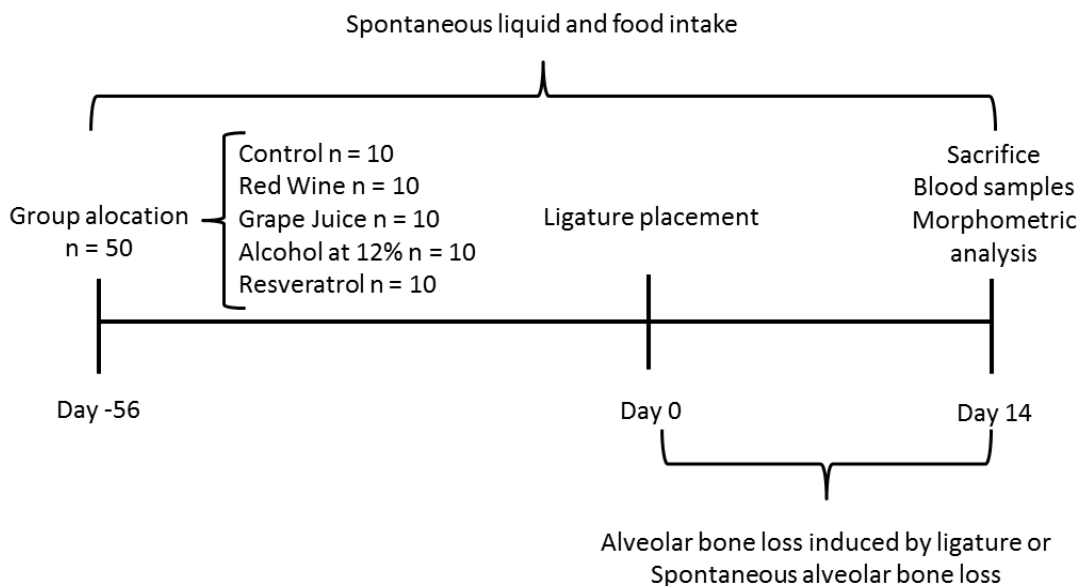 Spontaneous liquid and food intake
Group alocation
n = 50
Control n = 10
Red Wine n = 10
Grape Juice n = 10
Alcohol at 12% n = 10
Resveratrol n = 10
Ligature placement
Sacrifice
Blood samples
Morphometric
analysis
Day -56
Day 0
Day 14
Alveolar bone loss induced by ligature or
Spontaneous alveolar bone loss